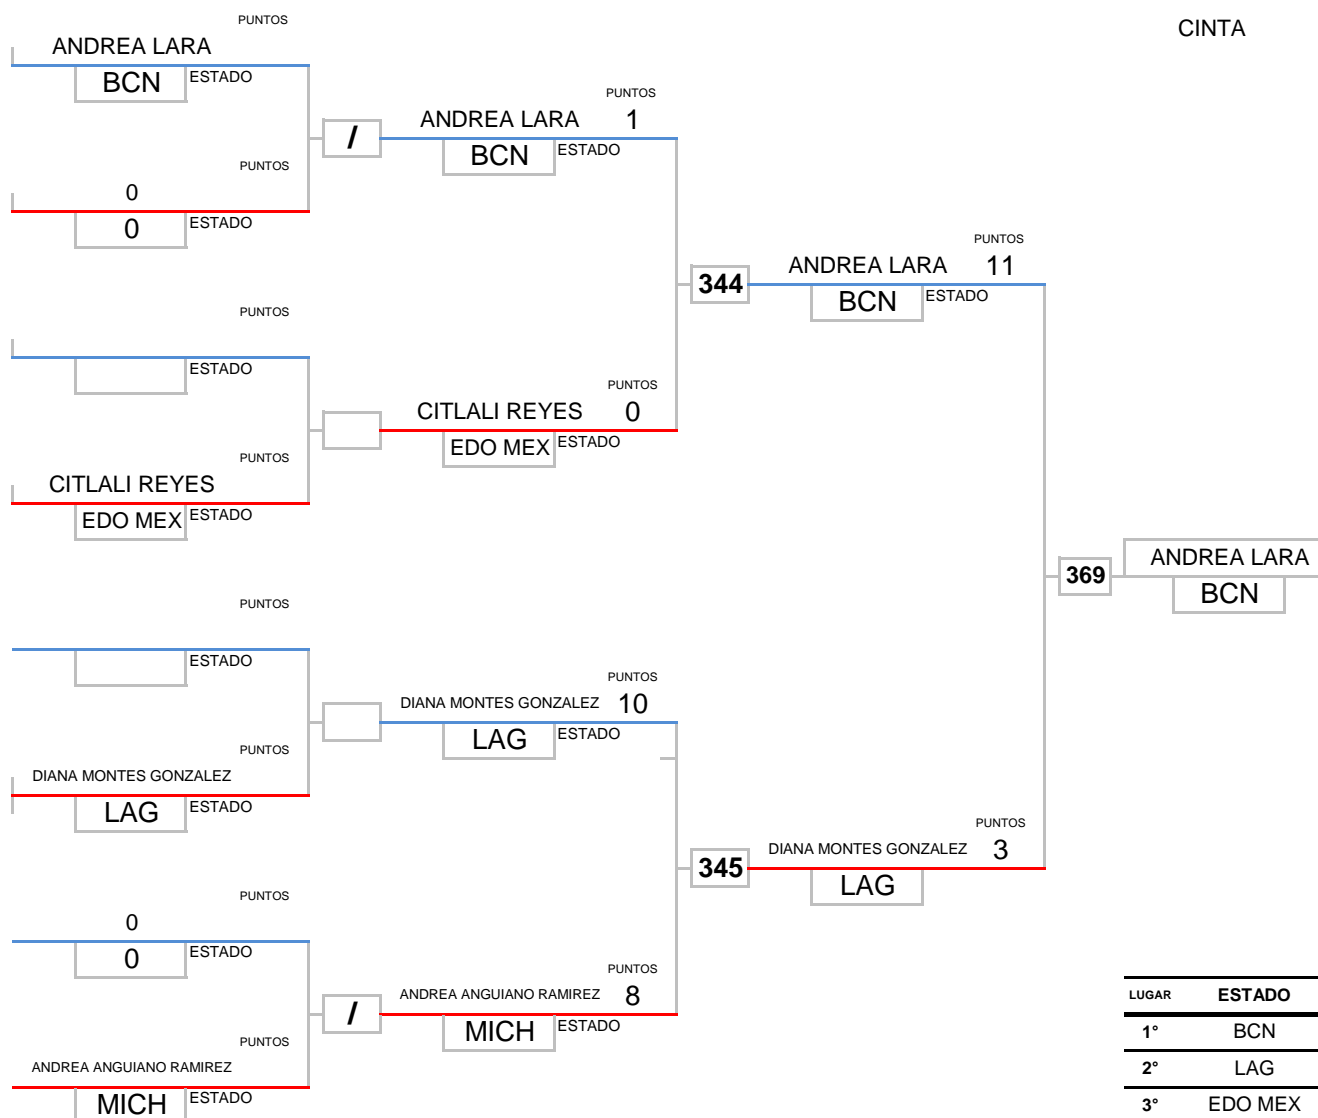 PUNTOS
CINTA
ANDREA LARA
BCN ESTADO
PUNTOS
ANDREA LARA 1
/
BCN ESTADO
PUNTOS
0
0 ESTADO
PUNTOS
ANDREA LARA 11
344
BCN ESTADO
PUNTOS
ESTADO
PUNTOS
CITLALI REYES 0
EDO MEX ESTADO
PUNTOS
CITLALI REYES
EDO MEX ESTADO
ANDREA LARA
369
BCN
PUNTOS
ESTADO
PUNTOS
DIANA MONTES GONZALEZ 10
LAG ESTADO
PUNTOS
DIANA MONTES GONZALEZ
LAG ESTADO
PUNTOS
DIANA MONTES GONZALEZ 3
345
LAG
PUNTOS
0
0 ESTADO
PUNTOS
ANDREA ANGUIANO RAMIREZ 8
/
MICH ESTADO
PUNTOS
ANDREA ANGUIANO RAMIREZ
MICH ESTADO
LUGAR ESTADO
1° BCN
2° LAG
3° EDO MEX